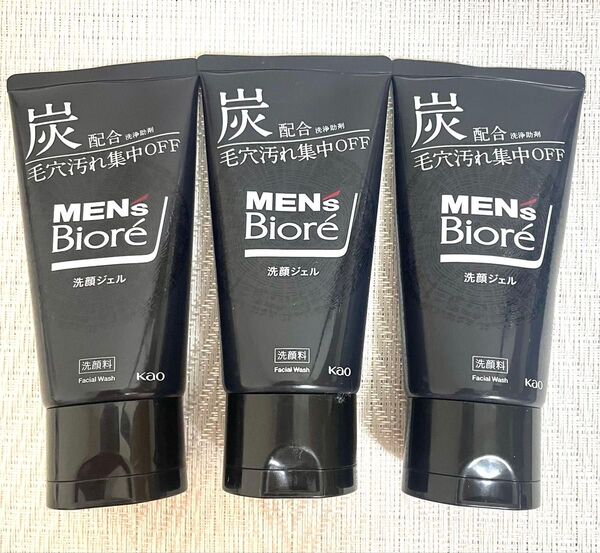 炭 配合 洗浄助剤
毛穴汚れ集中OFF
MEN's
Bioré
洗顔ジェル
洗顔料
Facial Wash
Kao
炭 配合 洗浄助剤
毛穴汚れ集中OFF
MEN's
Bioré
洗顔ジェル
洗顔料
Facial Wash
Kao
炭 配合 洗浄助剤
毛穴汚れ集中OFF
MEN's
Bioré
洗顔ジェル
洗顔料
Facial Wash
Kao